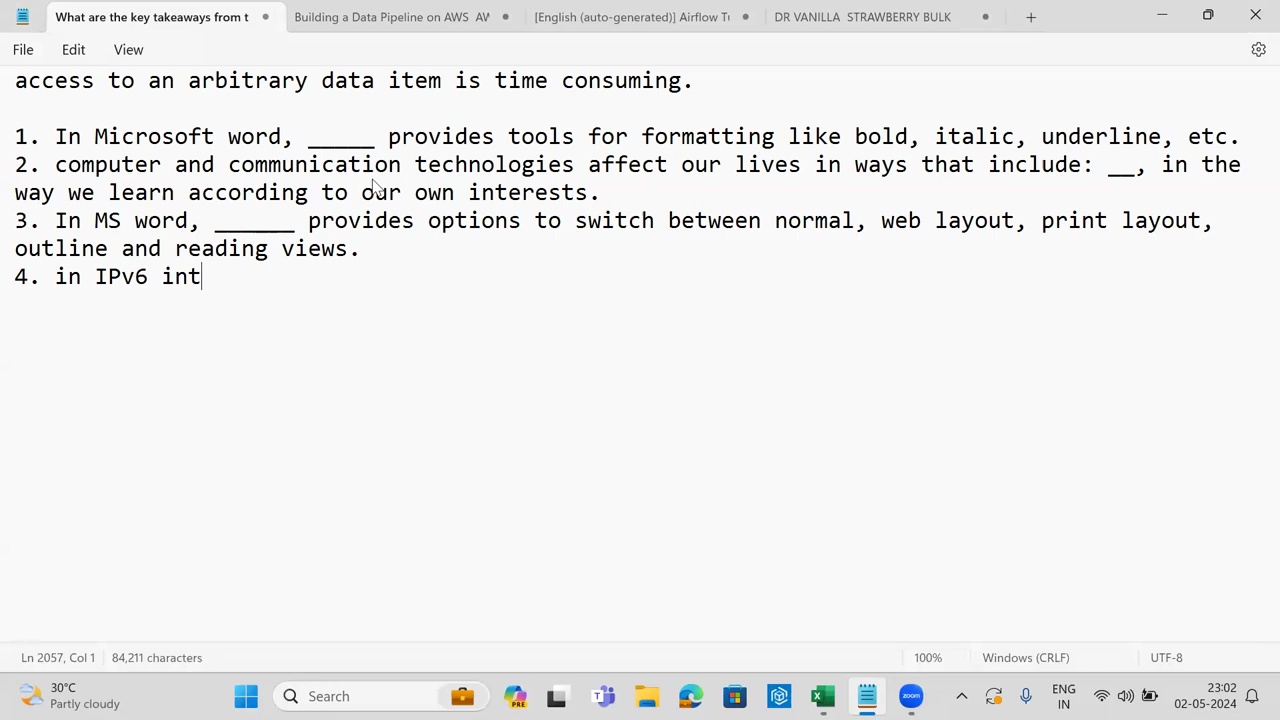 What are the key takeaways from t
Building a Data Pipeline on AWS AV
[English (auto-generated)] Airflow Tu
DR VANILLA STRAWBERRY BULK
File Edit View
access to an arbitrary data item is time consuming.
1. In Microsoft word, _____ provides tools for formatting like bold, italic, underline, etc.
2. computer and communication technologies affect our lives in ways that include: __, in the
way we learn according to our own interests.
3. In MS word, ______ provides options to switch between normal, web layout, print layout,
outline and reading views.
4. in IPv6 int
Ln 2057, Col 1 84,211 characters 100% Windows (CRLF) UTF-8
30°C
Partly cloudy
Search
PRE
zoom
ENG
IN
23:02
02-05-2024